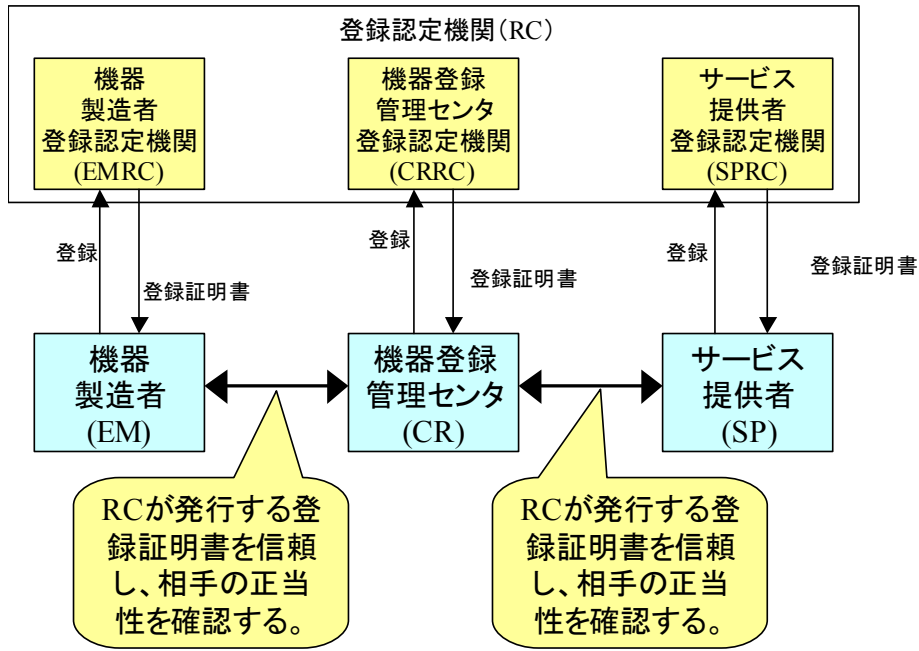 登録認定機関(RC)
機器
製造者
登録認定機関
(EMRC)
機器登録
管理センタ
登録認定機関
(CRRC)
サービス
提供者
登録認定機関
(SPRC)
登録
登録証明書
登録
登録証明書
登録
登録証明書
機器
製造者
(EM)
機器登録
管理センタ
(CR)
サービス
提供者
(SP)
RCが発行する登
録証明書を信頼
し、相手の正当
性を確認する。
RCが発行する登
録証明書を信頼
し、相手の正当
性を確認する。